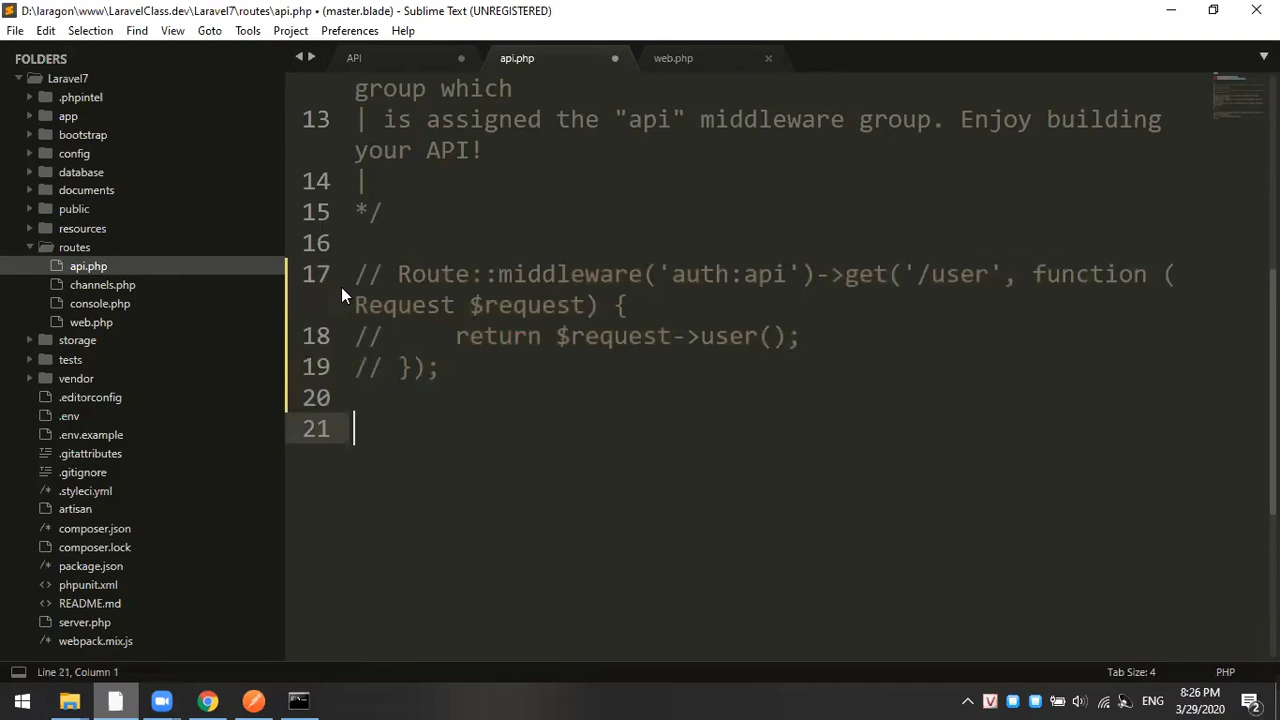 D:\laragon\www\LaravelClass.dev\Laravel7\routes\api.php • (master.blade) - Sublime Text (UNREGISTERED)
File Edit Selection Find View Goto Tools Project Preferences Help
FOLDERS
Laravel7
.phpintel
app
bootstrap
config
database
documents
public
resources
routes
api.php
channels.php
console.php
web.php
storage
tests
vendor
.editorconfig
.env
.env.example
.gitattributes
.gitignore
.styleci.yml
artisan
composer.json
composer.lock
package.json
phpunit.xml
README.md
server.php
webpack.mix.js
API api.php web.php
group which
13 | is assigned the "api" middleware group. Enjoy building
your API!
14 |
15 */
16
17 // Route::middleware('auth:api')->get('/user', function (
Request $request) {
18 //     return $request->user();
19 // });
20
21
Line 21, Column 1 Tab Size: 4 PHP
ENG 8:26 PM
3/29/2020 2